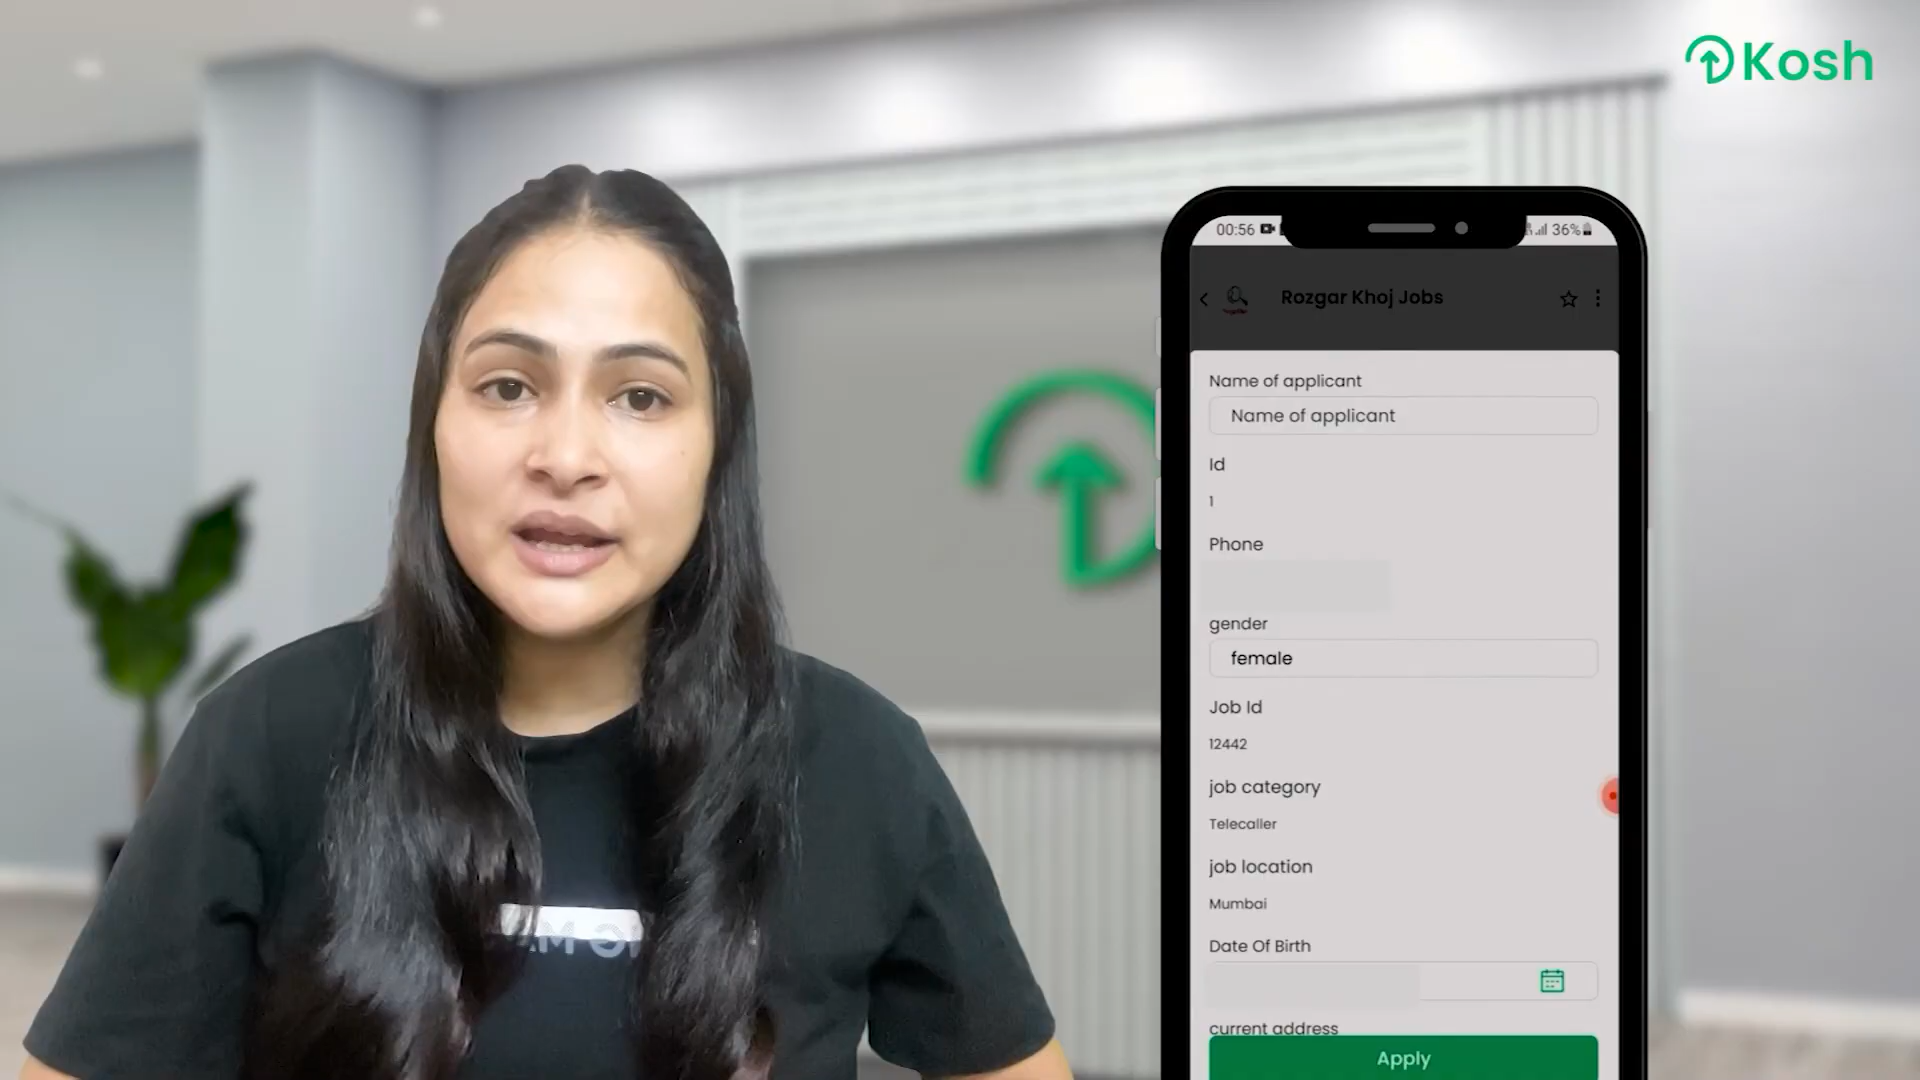 Kosh
00:56
36%
Rozgar Khoj Jobs
Name of applicant
Name of applicant
Id
1
Phone
gender
female
Job Id
12442
job category
Telecaller
job location
Mumbai
Date Of Birth
current address
Apply